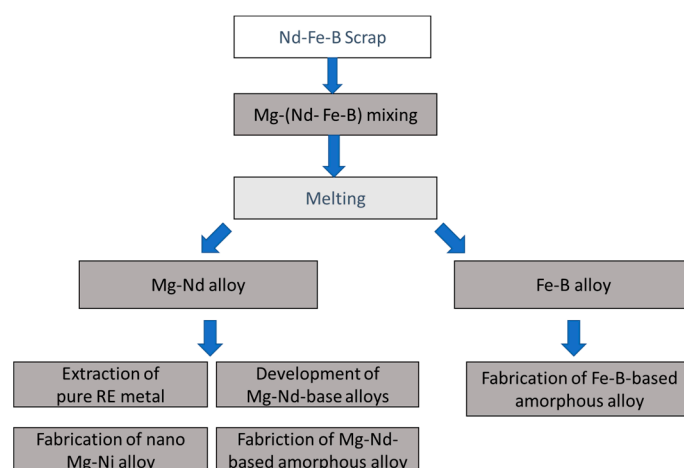 Nd-Fe-B Scrap
Mg-(Nd- Fe-B) mixing
Melting
Mg-Nd alloy
Fe-B alloy
Extraction of
pure RE metal
Development of
Mg-Nd-base alloys
Fabrication of Fe-B-based
amorphous alloy
Fabrication of nano
Mg-Ni alloy
Fabriction of Mg-Nd-
based amorphous alloy